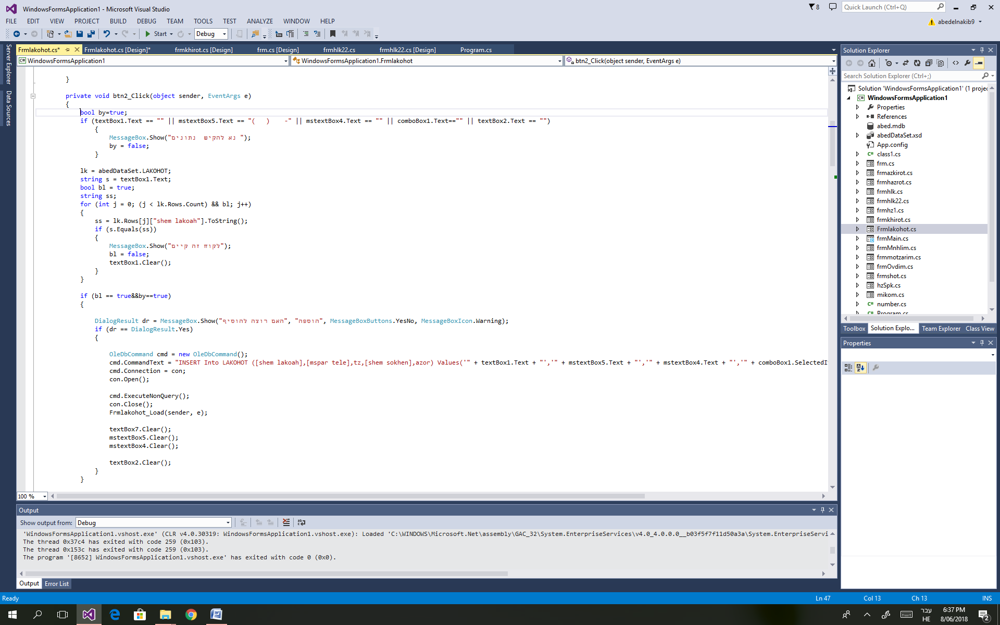 WindowsFormsApplication1 - Microsoft Visual Studio
8
Quick Launch (Ctrl+Q)
FILE EDIT VIEW PROJECT BUILD DEBUG TEAM TOOLS TEST ANALYZE WINDOW HELP
abedelnakib9
Start Debug
Server Explorer
Data Sources
Frmlakohot.cs* Frmlakohot.cs [Design]* frmkhirot.cs [Design] frm.cs [Design] frmhlk22.cs frmhlk22.cs [Design] Program.cs
WindowsFormsApplication1 WindowsFormsApplication1.Frmlakohot btn2_Click(object sender, EventArgs e)
}
private void btn2_Click(object sender, EventArgs e)
{
bool by=true;
if (textBox1.Text == "" || mstextBox5.Text == "(   )    -" || mstextBox4.Text == "" || comboBox1.Text=="" || textBox2.Text == "")
{
MessageBox.Show("נא להקיש  נתונים ");
by = false;
}
lk = abedDataSet.LAKOHOT;
string s = textBox1.Text;
bool bl = true;
string ss;
for (int j = 0; (j < lk.Rows.Count) && bl; j++)
{
ss = lk.Rows[j]["shem lakoah"].ToString();
if (s.Equals(ss))
{
MessageBox.Show("לקוח זה קיים");
bl = false;
textBox1.Clear();
}
}
if (bl == true&&by==true)
{
DialogResult dr = MessageBox.Show("האם רוצה להוסיף", "הוספה", MessageBoxButtons.YesNo, MessageBoxIcon.Warning);
if (dr == DialogResult.Yes)
{
OleDbCommand cmd = new OleDbCommand();
cmd.CommandText = "INSERT Into LAKOHOT ([shem lakoah],[mspar tele],tz,[shem sokhen],azor) Values('" + textBox1.Text + "','" + mstextBox5.Text + "','" + mstextBox4.Text + "','" + comboBox1.SelectedI
cmd.Connection = con;
con.Open();
cmd.ExecuteNonQuery();
con.Close();
Frmlakohot_Load(sender, e);
textBox7.Clear();
mstextBox5.Clear();
mstextBox4.Clear();
textBox2.Clear();
}
}
100 %
Output
Show output from: Debug
'WindowsFormsApplication1.vshost.exe' (CLR v4.0.30319: WindowsFormsApplication1.vshost.exe): Loaded 'C:\WINDOWS\Microsoft.Net\assembly\GAC_32\System.EnterpriseServices\v4.0_4.0.0.0__b03f5f7f11d50a3a\System.EnterpriseServi
The thread 0x37c4 has exited with code 259 (0x103).
The thread 0x153c has exited with code 259 (0x103).
The program '[8652] WindowsFormsApplication1.vshost.exe' has exited with code 0 (0x0).
Output Error List
Solution Explorer
Search Solution Explorer (Ctrl+;)
Solution 'WindowsFormsApplication1' (1 projec
WindowsFormsApplication1
Properties
References
abed.mdb
abedDataSet.xsd
App.config
class1.cs
frm.cs
frmazkirot.cs
frmhazrot.cs
frmhlk.cs
frmhlk22.cs
frmhz1.cs
frmkhirot.cs
Frmlakohot.cs
frmMain.cs
frmMnhlim.cs
frmmotzarim.cs
frmOvdim.cs
frmshot.cs
hzSpk.cs
mikom.cs
number.cs
Program.cs
Toolbox Solution Explo... Team Explorer Class View
Properties
Ready Ln 47 Col 13 Ch 13 INS
עבר
HE
6:37 PM
8/06/2018
2